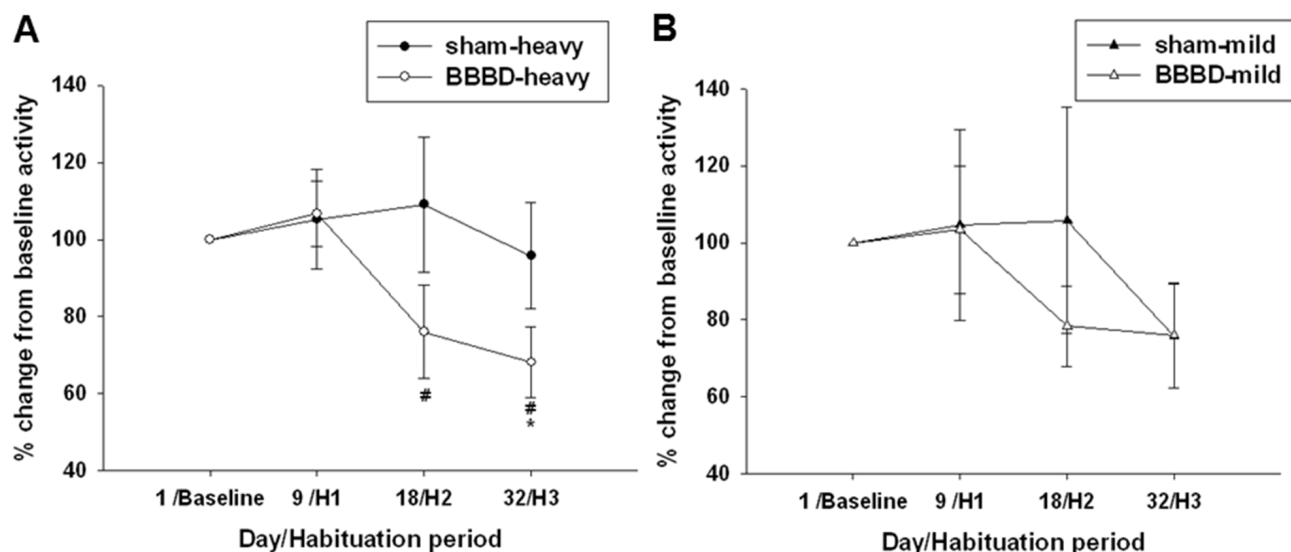 A
sham-heavy
BBBD-heavy
140
120
100
80
60
40
% change from baseline activity
#
#
*
1 /Baseline
9 /H1
18/H2
32/H3
Day/Habituation period
B
sham-mild
BBBD-mild
140
120
100
80
60
40
% change from baselline activity
1 /Baseline
9 /H1
18/H2
32/H3
Day/Habituation period